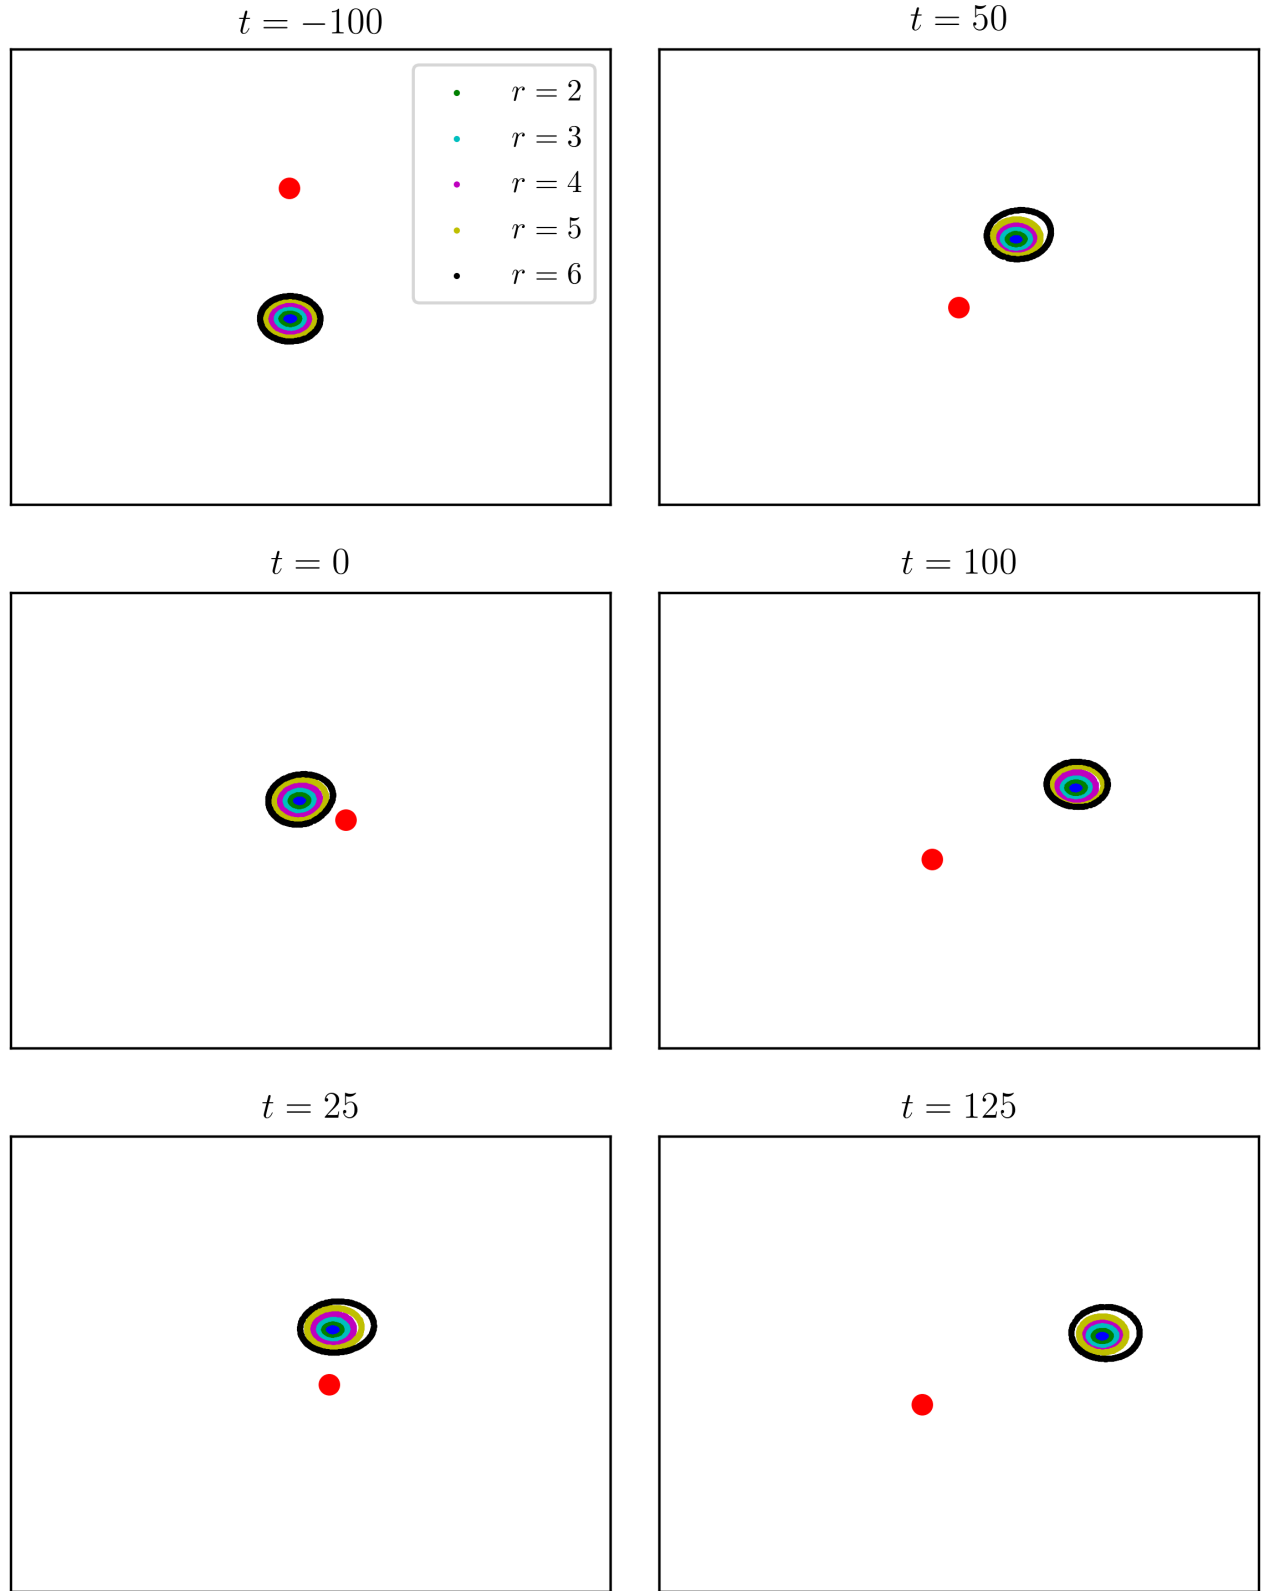 t = −100
r = 2
r = 3
r = 4
r = 5
r = 6
t = 50
t = 0
t = 100
t = 25
t = 125